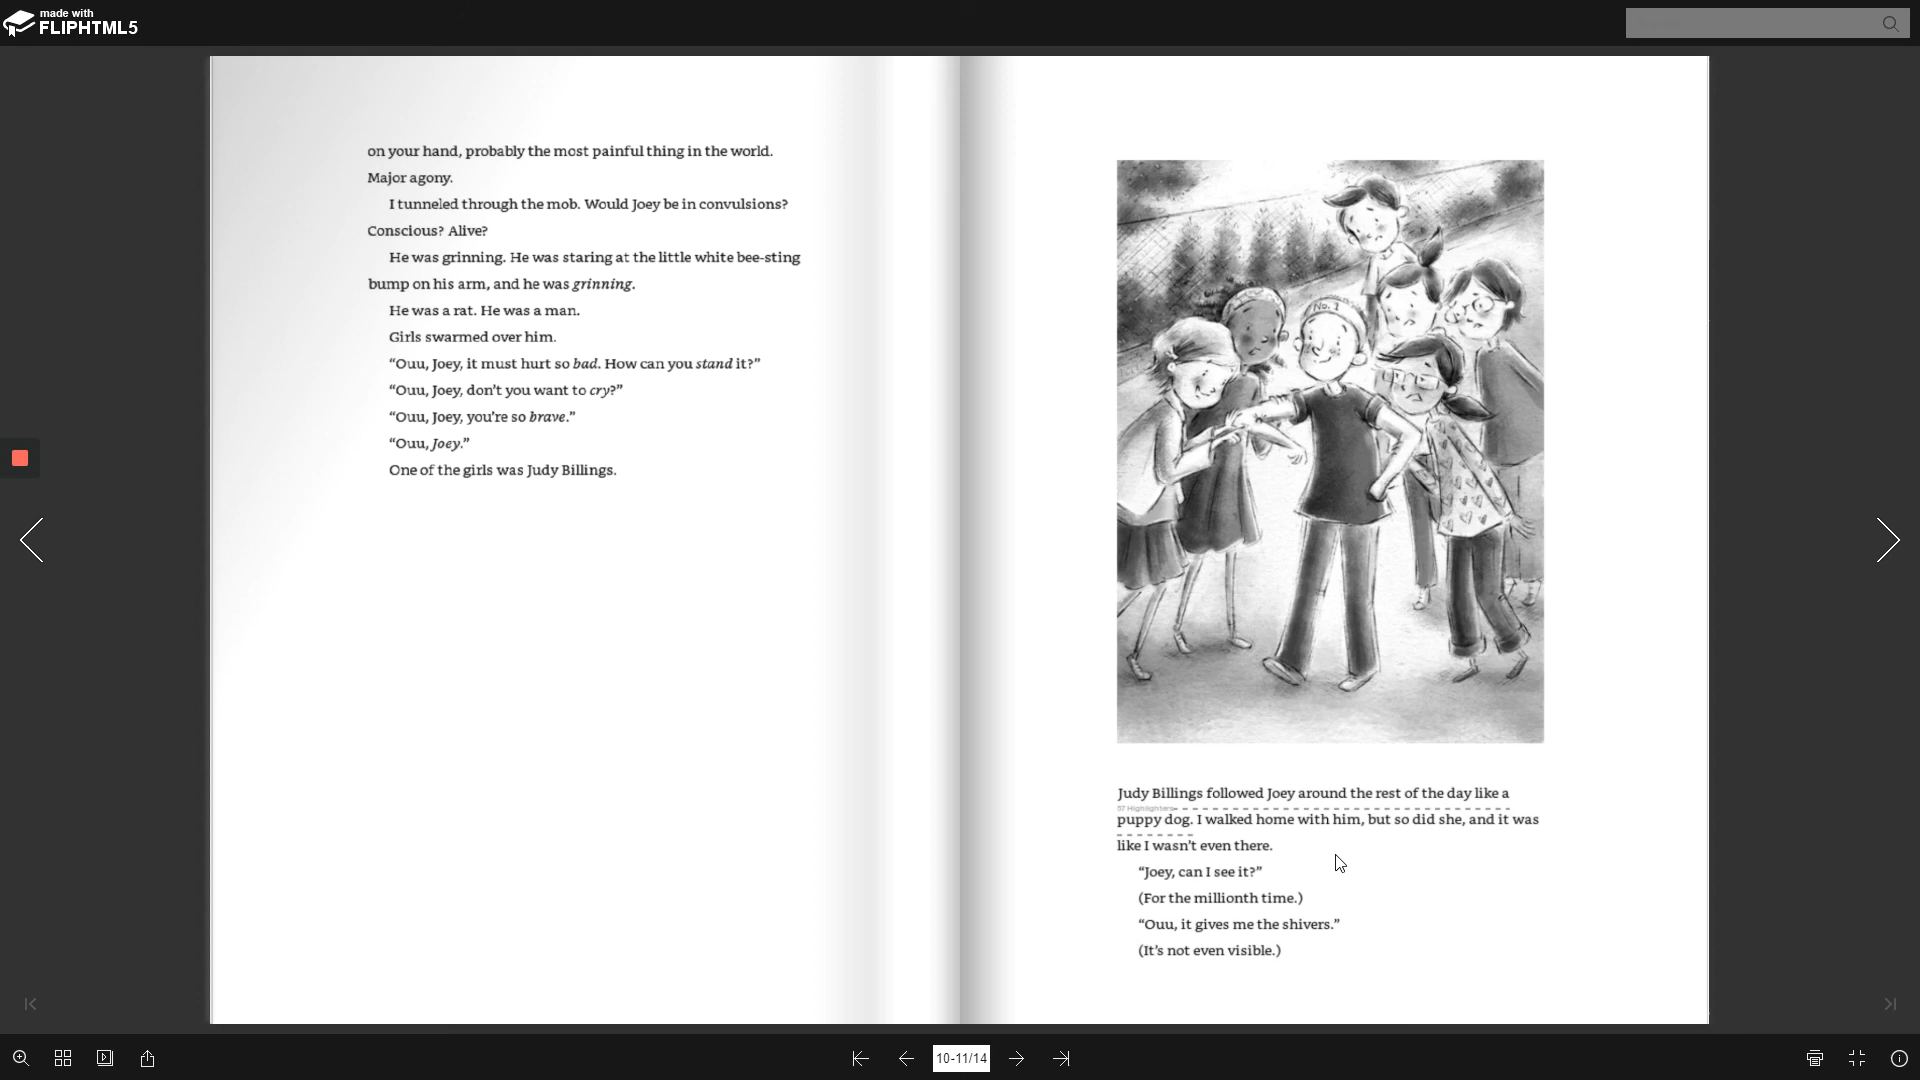 made with
FLIPHTML5
on your hand, probably the most painful thing in the world.
Major agony.
I tunneled through the mob. Would Joey be in convulsions?
Conscious? Alive?
He was grinning. He was staring at the little white bee-sting
bump on his arm, and he was grinning.
He was a rat. He was a man.
Girls swarmed over him.
“Ouu, Joey, it must hurt so bad. How can you stand it?”
“Ouu, Joey, don’t you want to cry?”
“Ouu, Joey, you’re so brave.”
“Ouu, Joey.”
One of the girls was Judy Billings.
No. 1
Judy Billings followed Joey around the rest of the day like a
57 Highlighters
puppy dog. I walked home with him, but so did she, and it was
like I wasn’t even there.
“Joey, can I see it?”
(For the millionth time.)
“Ouu, it gives me the shivers.”
(It’s not even visible.)
10-11/14